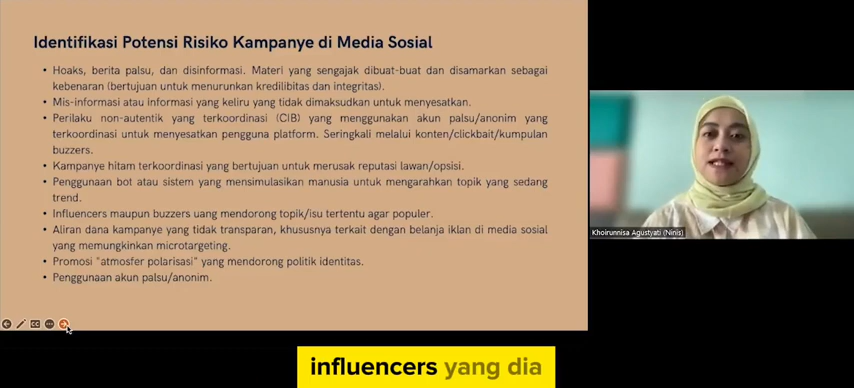 Identifikasi Potensi Risiko Kampanye di Media Sosial
• Hoaks, berita palsu, dan disinformasi. Materi yang sengajak dibuat-buat dan disamarkan sebagai
kebenaran (bertujuan untuk menurunkan kredilibitas dan integritas).
• Mis-informasi atau informasi yang keliru yang tidak dimaksudkan untuk menyesatkan.
• Perilaku non-autentik yang terkoordinasi (CIB) yang menggunakan akun palsu/anonim yang
terkoordinasi untuk menyesatkan pengguna platform. Seringkali melalui konten/clickbait/kumpulan
buzzers.
• Kampanye hitam terkoordinasi yang bertujuan untuk merusak reputasi lawan/opsisi.
• Penggunaan bot atau sistem yang mensimulasikan manusia untuk mengarahkan topik yang sedang
trend.
• Influencers maupun buzzers uang mendorong topik/isu tertentu agar populer.
• Aliran dana kampanye yang tidak transparan, khususnya terkait dengan belanja iklan di media sosial
yang memungkinkan microtargeting.
• Promosi "atmosfer polarisasi" yang mendorong politik identitas.
• Penggunaan akun palsu/anonim.
Khoirunnisa Agustyati (Ninis)
CC
influencers yang dia